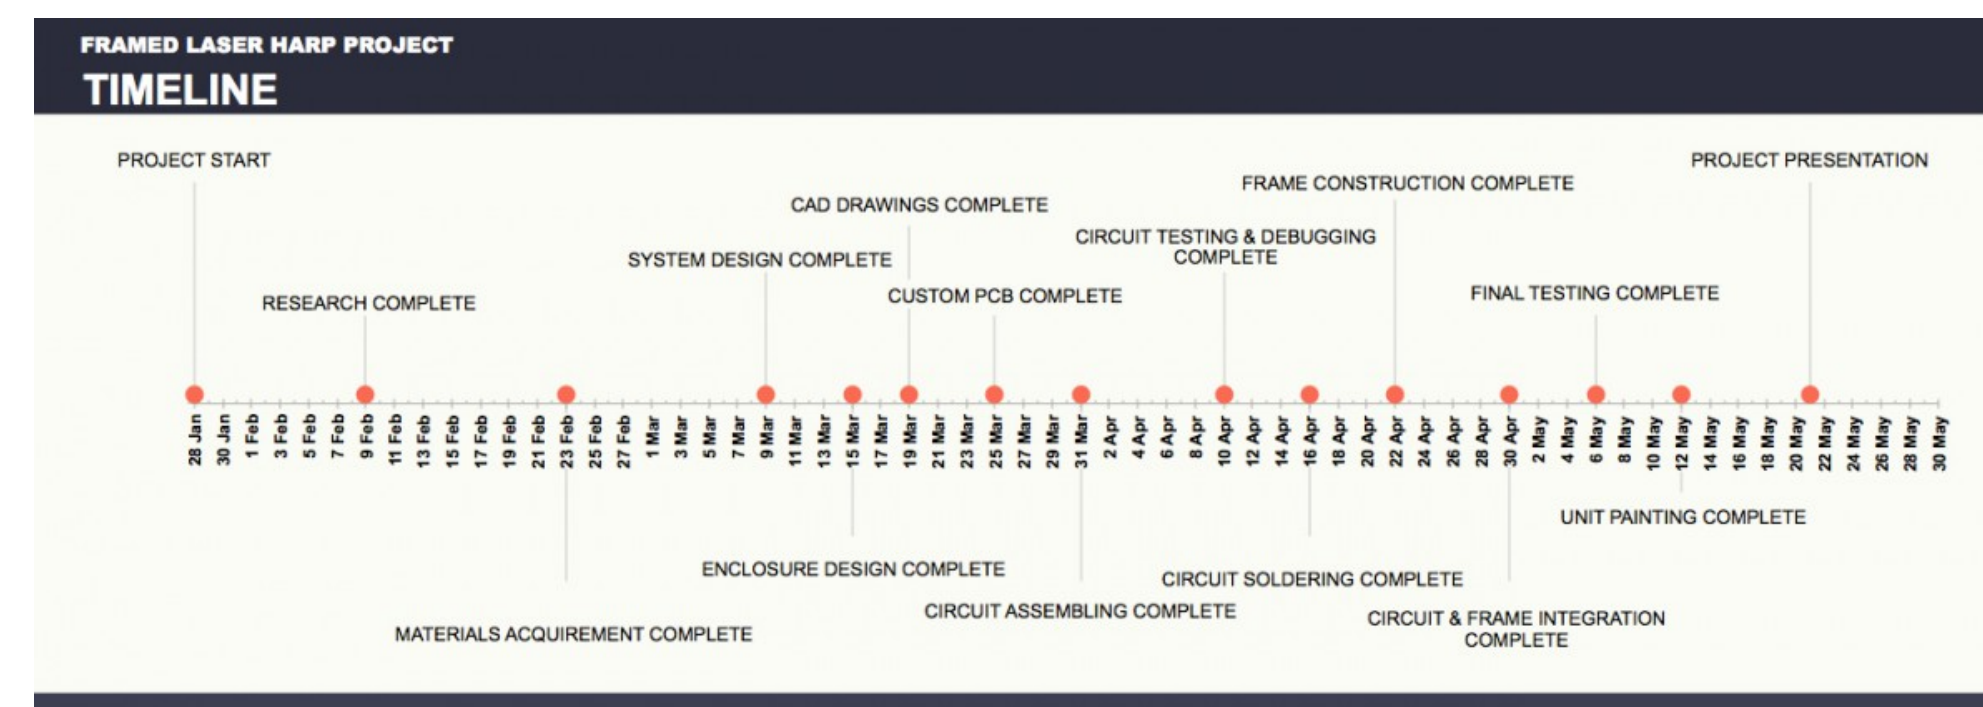 FRAMED LASER HARP PROJECT
TIMELINE
PROJECT START
PROJECT PRESENTATION
FRAME CONSTRUCTION COMPLETE
CAD DRAWINGS COMPLETE
CIRCUIT TESTING & DEBUGGING
COMPLETE
SYSTEM DESIGN COMPLETE
CUSTOM PCB COMPLETE
FINAL TESTING COMPLETE
RESEARCH COMPLETE
28 Jan
30 Jan
1 Feb
3 Feb
5 Feb
7 Feb
9 Feb
11 Feb
13 Feb
15 Feb
17 Feb
19 Feb
21 Feb
23 Feb
25 Feb
27 Feb
1 Mar
3 Mar
5 Mar
7 Mar
9 Mar
11 Mar
13 Mar
15 Mar
17 Mar
19 Mar
21 Mar
23 Mar
25 Mar
27 Mar
29 Mar
31 Mar
2 Apr
4 Apr
6 Apr
8 Apr
10 Apr
12 Apr
14 Apr
16 Apr
18 Apr
20 Apr
22 Apr
24 Apr
26 Apr
28 Apr
30 Apr
2 May
4 May
6 May
8 May
10 May
12 May
14 May
16 May
18 May
20 May
22 May
24 May
26 May
28 May
30 May
UNIT PAINTING COMPLETE
ENCLOSURE DESIGN COMPLETE
CIRCUIT SOLDERING COMPLETE
CIRCUIT ASSEMBLING COMPLETE
CIRCUIT & FRAME INTEGRATION
COMPLETE
MATERIALS ACQUIREMENT COMPLETE